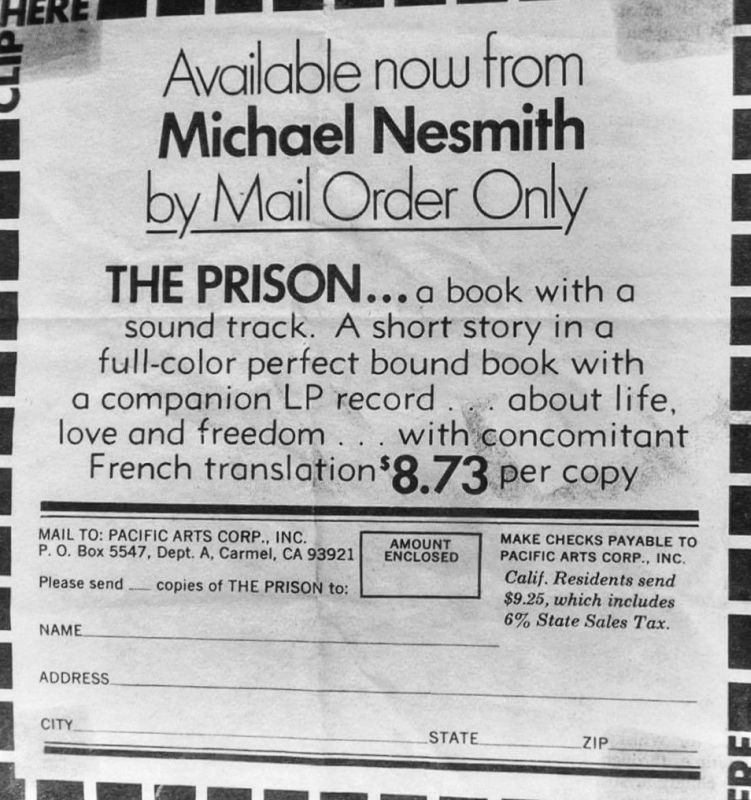 HERE
CLIP
Available now from
Michael Nesmith
by Mail Order Only
THE PRISON... a book with a
sound track. A short story in a
full-color perfect bound book with
a companion LP record . . . about life,
love and freedom . . . with concomitant
French translation $8.73 per copy
MAIL TO: PACIFIC ARTS CORP., INC.
P. O. Box 5547, Dept. A, Carmel, CA 93921
Please send ___ copies of THE PRISON to:
AMOUNT
ENCLOSED
MAKE CHECKS PAYABLE TO
PACIFIC ARTS CORP., INC.
Calif. Residents send
$9.25, which includes
6% State Sales Tax.
NAME
ADDRESS
CITY STATE ZIP